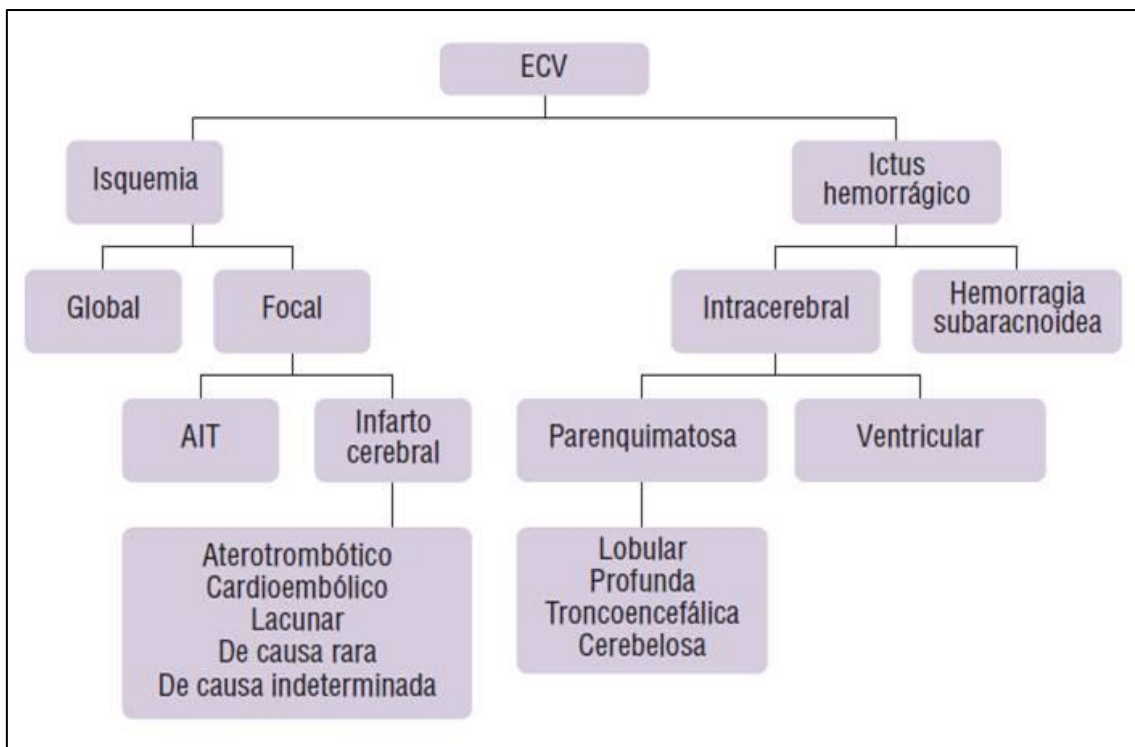 ECV
Isquemia
Ictus
hemorrágico
Global
Focal
Intracerebral
Hemorragia
subaracnoidea
AIT
Infarto
cerebral
Parenquimatosa
Ventricular
Aterotrombótico
Cardioembólico
Lacunar
De causa rara
De causa indeterminada
Lobular
Profunda
Troncoencefálica
Cerebelosa